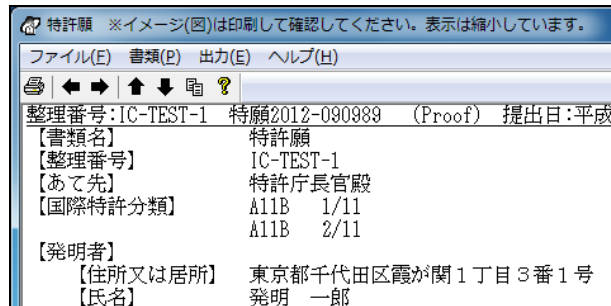 特許願 ※イメージ(図)は印刷して確認してください。表示は縮小しています。
ファイル(F) 書類(P) 出力(E) ヘルプ(H)
整理番号:IC-TEST-1 特願2012-090989 (Proof) 提出日:平成
【書類名】 特許願
【整理番号】 IC-TEST-1
【あて先】 特許庁長官殿
【国際特許分類】 A11B 1/11
A11B 2/11
【発明者】
【住所又は居所】 東京都千代田区霞が関1丁目3番1号
【氏名】 発明 一郎